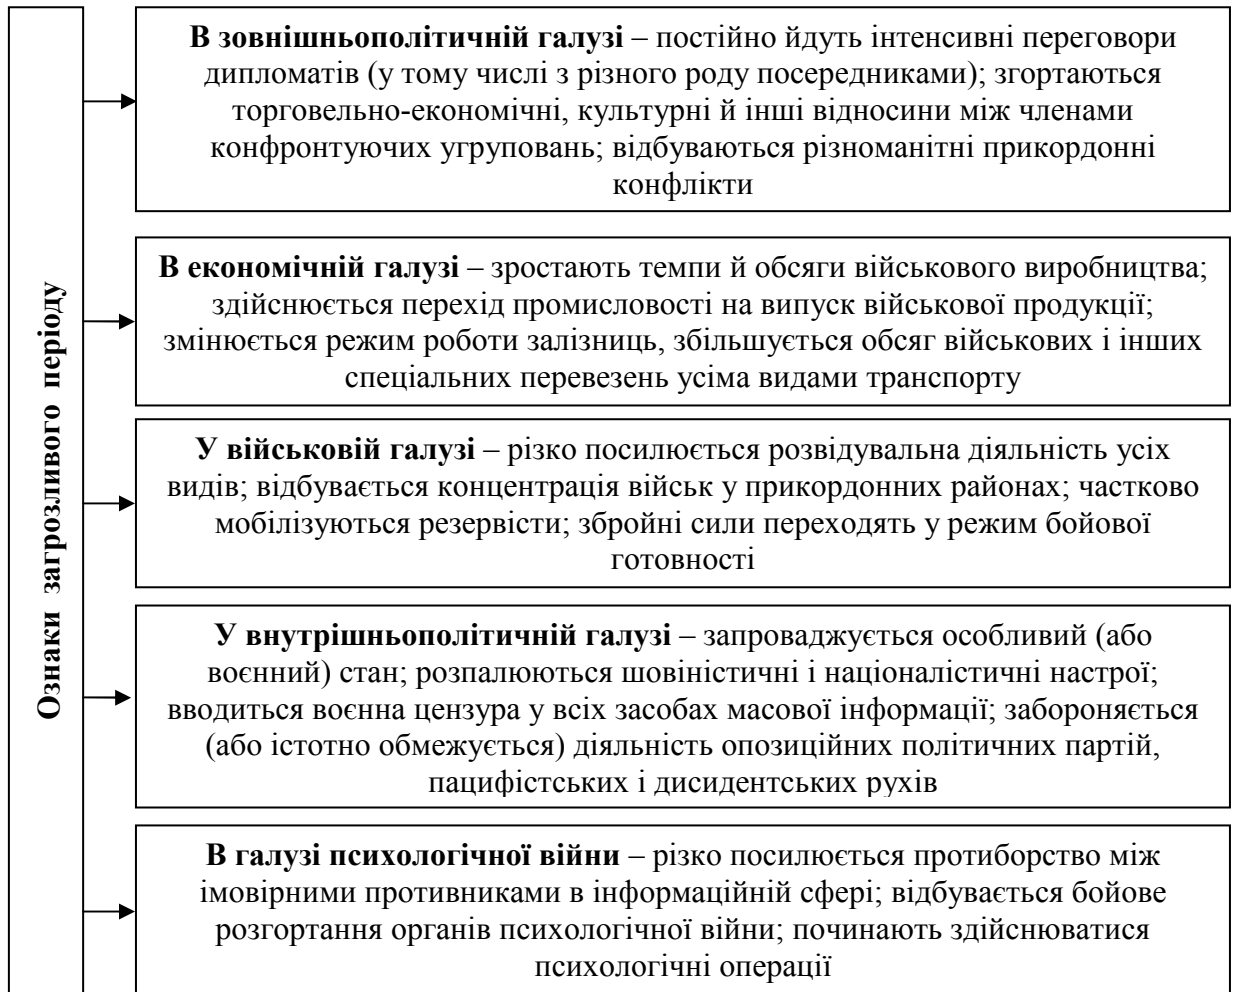 Ознаки загрозливого періоду
В зовнішньополітичній галузі – постійно йдуть інтенсивні переговори
дипломатів (у тому числі з різного роду посередниками); згортаються
торговельно-економічні, культурні й інші відносини між членами
конфронтуючих угруповань; відбуваються різноманітні прикордонні
конфлікти
В економічній галузі – зростають темпи й обсяги військового виробництва;
здійснюється перехід промисловості на випуск військової продукції;
змінюється режим роботи залізниць, збільшується обсяг військових і інших
спеціальних перевезень усіма видами транспорту
У військовій галузі – різко посилюється розвідувальна діяльність усіх
видів; відбувається концентрація військ у прикордонних районах; частково
мобілізуються резервісти; збройні сили переходять у режим бойової
готовності
У внутрішньополітичній галузі – запроваджується особливий (або
воєнний) стан; розпалюються шовіністичні і націоналістичні настрої;
вводиться воєнна цензура у всіх засобах масової інформації; забороняється
(або істотно обмежується) діяльність опозиційних політичних партій,
пацифістських і дисидентських рухів
В галузі психологічної війни – різко посилюється протиборство між
імовірними противниками в інформаційній сфері; відбувається бойове
розгортання органів психологічної війни; починають здійснюватися
психологічні операції